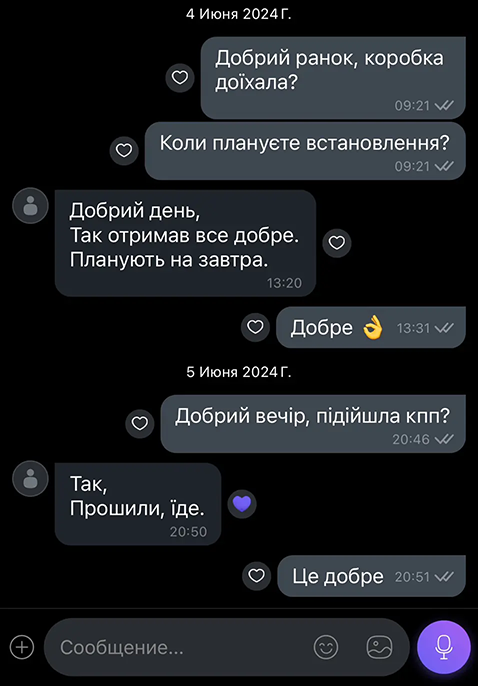 4 Июня 2024 Г.
Добрий ранок, коробка
доїхала?
09:21
Коли плануєте встановлення?
09:21
Добрий день,
Так отримав все добре.
Планують на завтра.
13:20
Добре 👌 13:31
5 Июня 2024 Г.
Добрий вечір, підійшла кпп?
20:46
Так,
Прошили, їде.
20:50
Це добре 20:51
Сообщение...